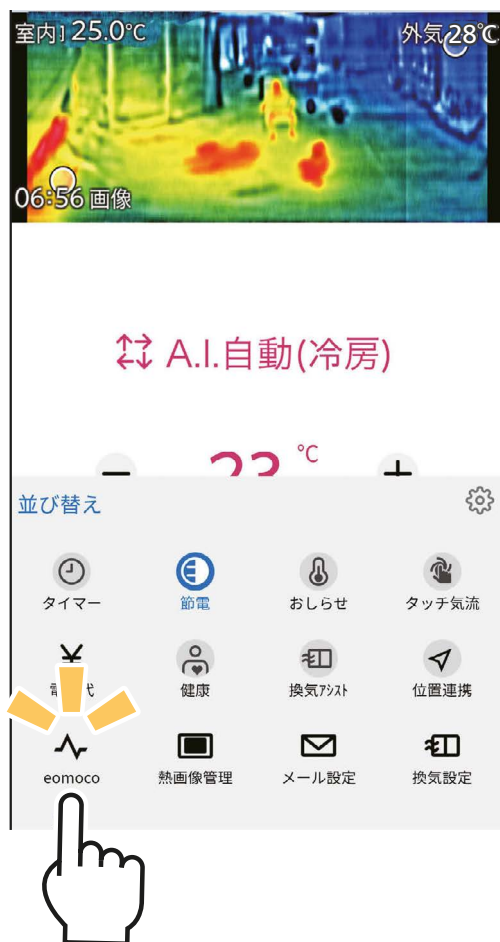 室内 25.0℃ 外気 28℃
06:56 画像
A.I.自動(冷房)
23 ℃
並び替え
タイマー 節電 おしらせ タッチ気流
健康 換気ｱｼｽﾄ 位置連携
eomoco 熱画像管理 メール設定 換気設定